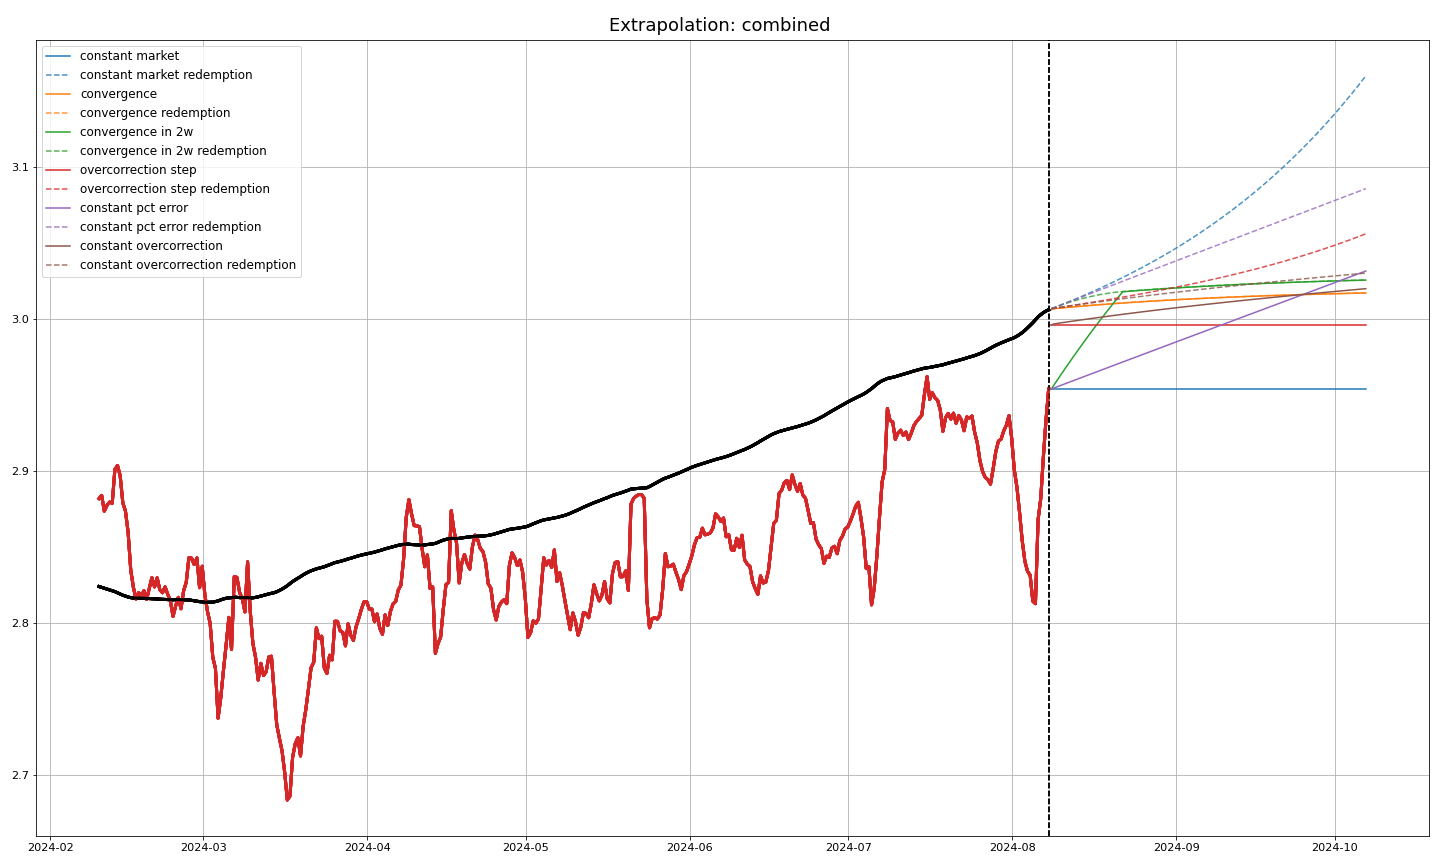 Extrapolation: combined
constant market
constant market redemption
convergence
convergence redemption
convergence in 2w
convergence in 2w redemption
overcorrection step
overcorrection step redemption
constant pct error
constant pct error redemption
constant overcorrection
constant overcorrection redemption
3.1
3.0
2.9
2.8
2.7
2024-02
2024-03
2024-04
2024-05
2024-06
2024-07
2024-08
2024-09
2024-10